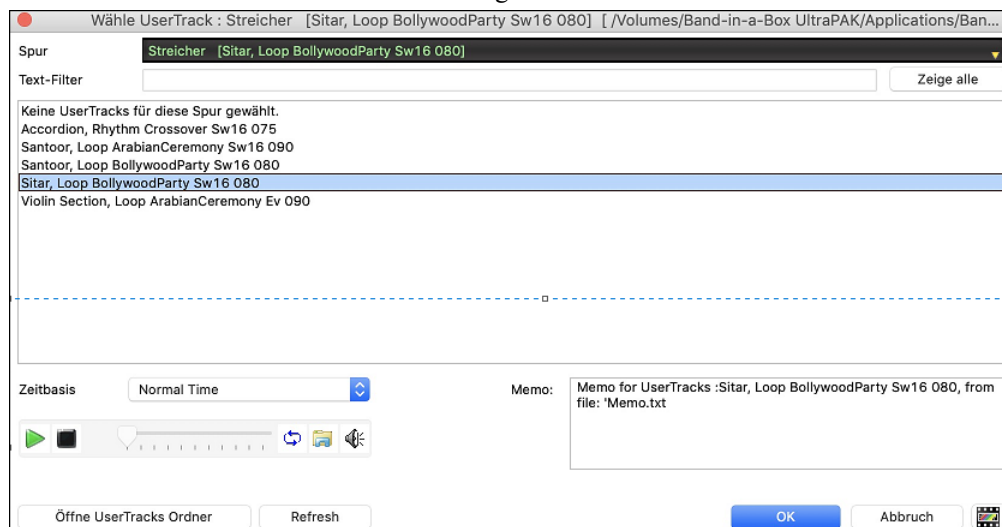 Wähle UserTrack : Streicher [Sitar, Loop BollywoodParty Sw16 080] [ /Volumes/Band-in-a-Box UltraPAK/Applications/Ban...
Spur
Streicher [Sitar, Loop BollywoodParty Sw16 080]
Text-Filter
Zeige alle
Keine UserTracks für diese Spur gewählt.
Accordion, Rhythm Crossover Sw16 075
Santoor, Loop ArabianCeremony Sw16 090
Santoor, Loop BollywoodParty Sw16 080
Sitar, Loop BollywoodParty Sw16 080
Violin Section, Loop ArabianCeremony Ev 090
Zeitbasis
Normal Time
Memo:
Memo for UserTracks :Sitar, Loop BollywoodParty Sw16 080, from
file: 'Memo.txt
Öffne UserTracks Ordner
Refresh
OK
Abbruch